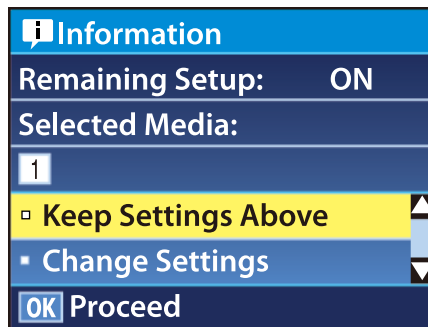 Information
Remaining Setup: ON
Selected Media:
1
Keep Settings Above
Change Settings
OK Proceed